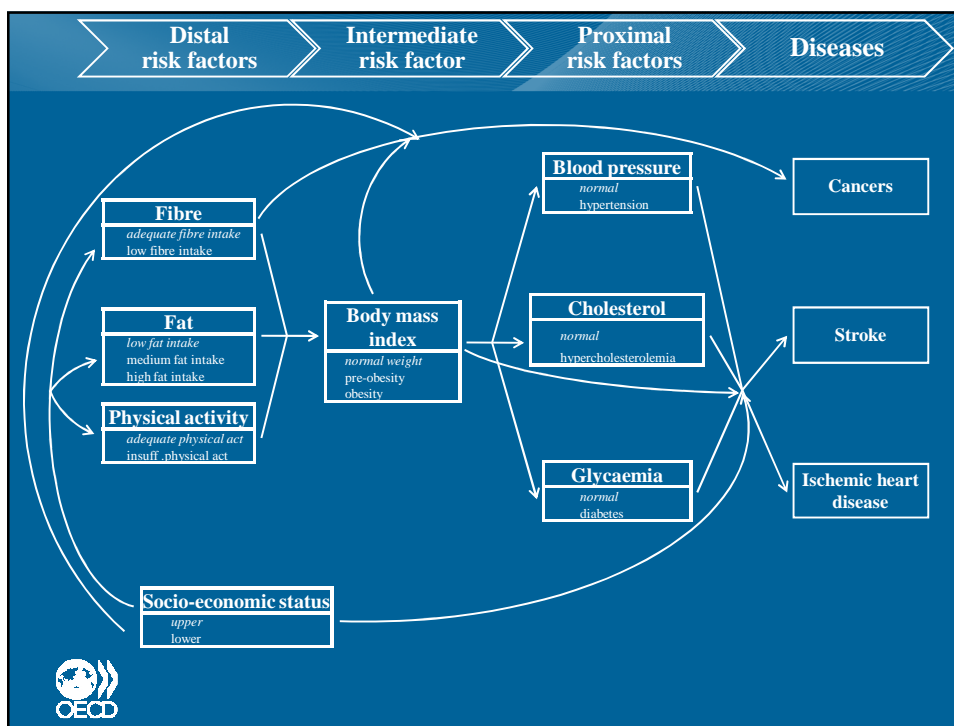 Distal
risk factors
Intermediate
risk factor
Proximal
risk factors
Diseases
Fibre
adequate fibre intake
low fibre intake
Fat
low fat intake
medium fat intake
high fat intake
Physical activity
adequate physical act
insuff .physical act
Socio-economic status
upper
lower
Body mass
index
normal weight
pre-obesity
obesity
Blood pressure
normal
hypertension
Cholesterol
normal
hypercholesterolemia
Glycaemia
normal
diabetes
Cancers
Stroke
Ischemic heart
disease
OECD